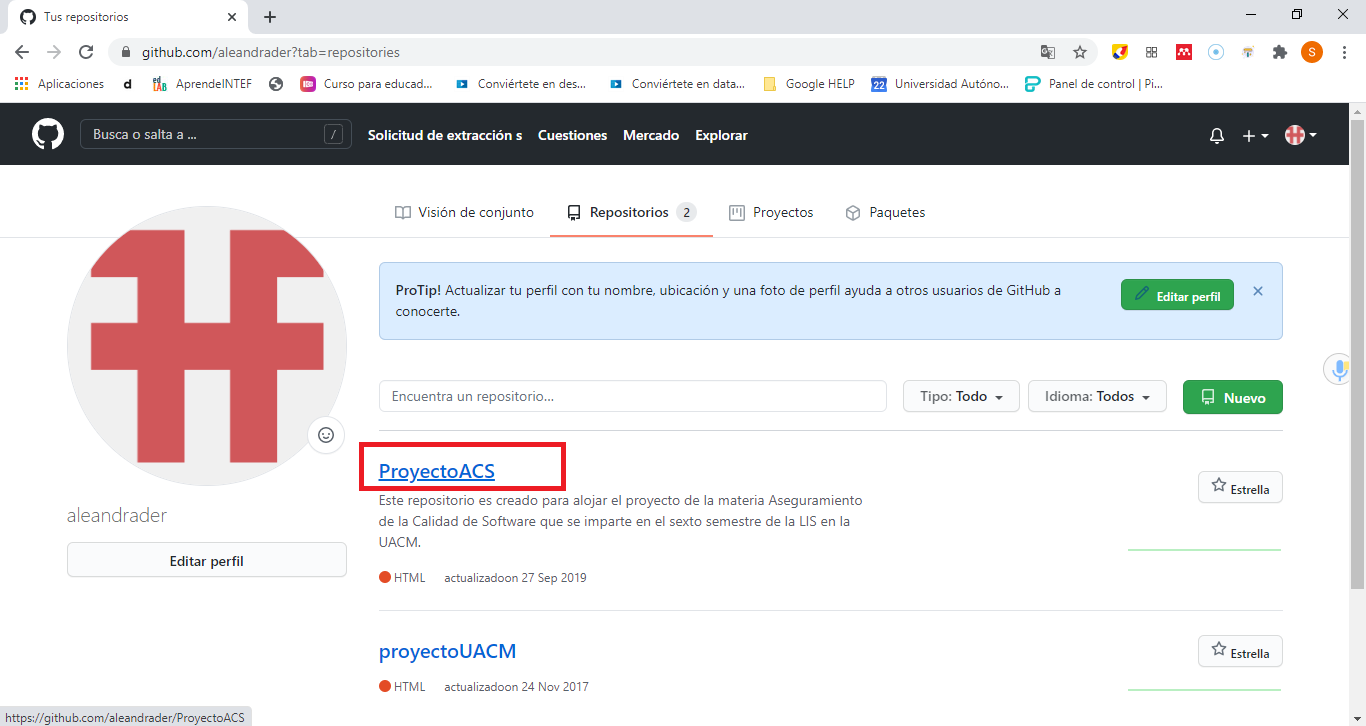 Tus repositorios
github.com/aleandrader?tab=repositories
S
Aplicaciones
d
ed
LAB
AprendeINTEF
Curso para educad...
Conviértete en des...
Conviértete en data...
Google HELP
22
Universidad Autóno...
Panel de control | Pi...
Busca o salta a ...
/
Solicitud de extracción s
Cuestiones
Mercado
Explorar
Visión de conjunto
Repositorios 2
Proyectos
Paquetes
ProTip! Actualizar tu perfil con tu nombre, ubicación y una foto de perfil ayuda a otros usuarios de GitHub a
conocerte.
Editar perfil
Encuentra un repositorio...
Tipo: Todo
Idioma: Todos
Nuevo
ProyectoACS
Este repositorio es creado para alojar el proyecto de la materia Aseguramiento
de la Calidad de Software que se imparte en el sexto semestre de la LIS en la
UACM.
Estrella
HTML
actualizadoon 27 Sep 2019
aleandrader
Editar perfil
proyectoUACM
Estrella
HTML
actualizadoon 24 Nov 2017
https://github.com/aleandrader/ProyectoACS